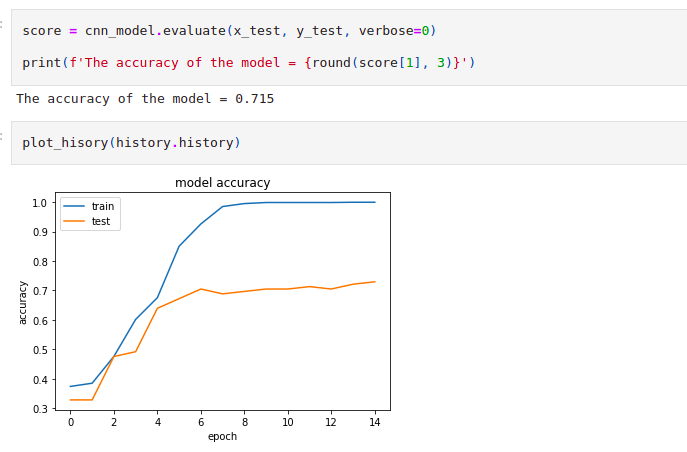 score = cnn_model.evaluate(x_test, y_test, verbose=0)
print(f'The accuracy of the model = {round(score[1], 3)}')
The accuracy of the model = 0.715
plot_hisory(history.history)
model accuracy
train
test
1.0
0.9
0.8
0.7
0.6
0.5
0.4
0.3
accuracy
0 2 4 6 8 10 12 14
epoch